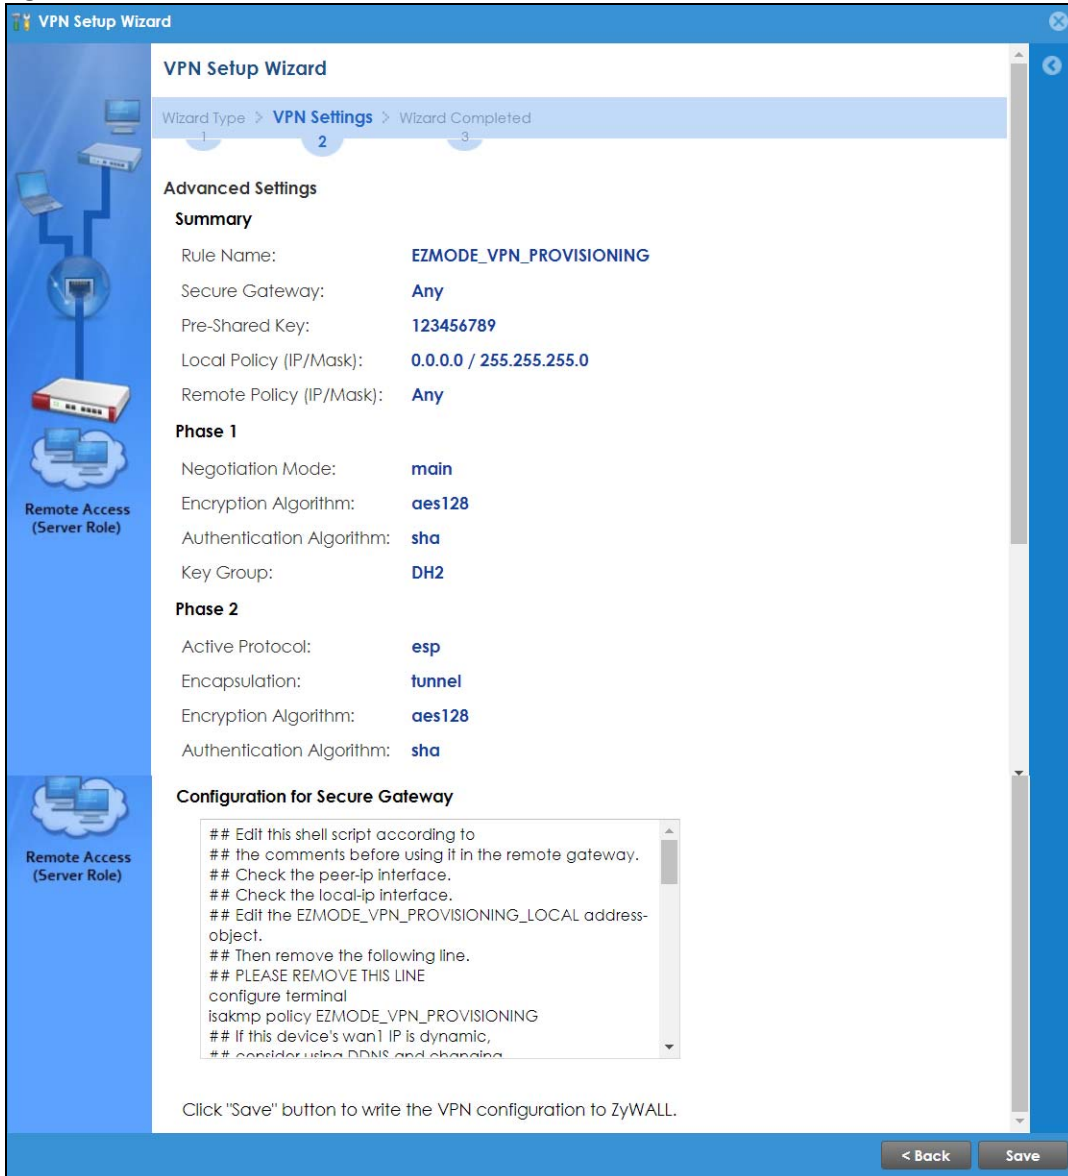 VPN Setup Wizard
VPN Setup Wizard
Wizard Type > VPN Settings > Wizard Completed
1 2 3
Advanced Settings
Summary
Rule Name: EZMODE_VPN_PROVISIONING
Secure Gateway: Any
Pre-Shared Key: 123456789
Local Policy (IP/Mask): 0.0.0.0 / 255.255.255.0
Remote Policy (IP/Mask): Any
Phase 1
Negotiation Mode: main
Encryption Algorithm: aes128
Authentication Algorithm: sha
Key Group: DH2
Phase 2
Active Protocol: esp
Encapsulation: tunnel
Encryption Algorithm: aes128
Authentication Algorithm: sha
Remote Access
(Server Role)
Configuration for Secure Gateway
## Edit this shell script according to
## the comments before using it in the remote gateway.
## Check the peer-ip interface.
## Check the local-ip interface.
## Edit the EZMODE_VPN_PROVISIONING_LOCAL address-
object.
## Then remove the following line.
## PLEASE REMOVE THIS LINE
configure terminal
isakmp policy EZMODE_VPN_PROVISIONING
## If this device's wan1 IP is dynamic,
## consider using DDNS and changing
Remote Access
(Server Role)
Click "Save" button to write the VPN configuration to ZyWALL.
< Back Save